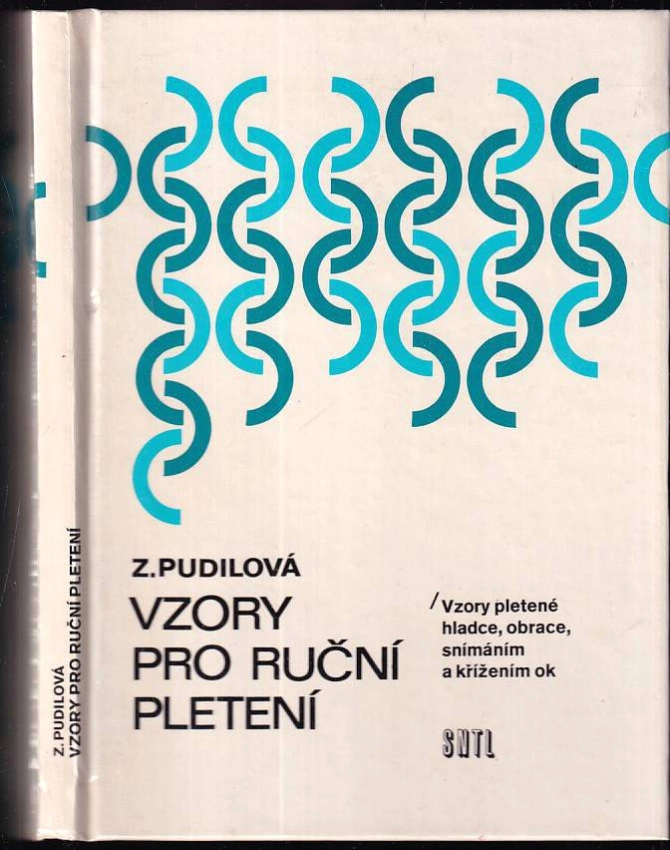 Z.PUDILOVÁ
VZORY
PRO RUČNÍ
PLETENÍ
/Vzory pletené
hladce, obrace,
snímáním
a křížením ok
SNTL
Z.PUDILOVÁ
VZORY PRO RUČNÍ PLETENÍ